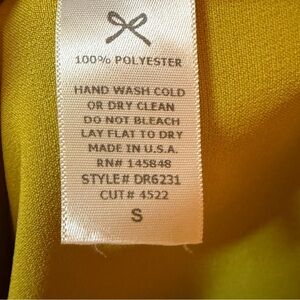 100% POLYESTER
HAND WASH COLD
OR DRY CLEAN
DO NOT BLEACH
LAY FLAT TO DRY
MADE IN U.S.A.
RN# 145848
STYLE# DR6231
CUT# 4522
S